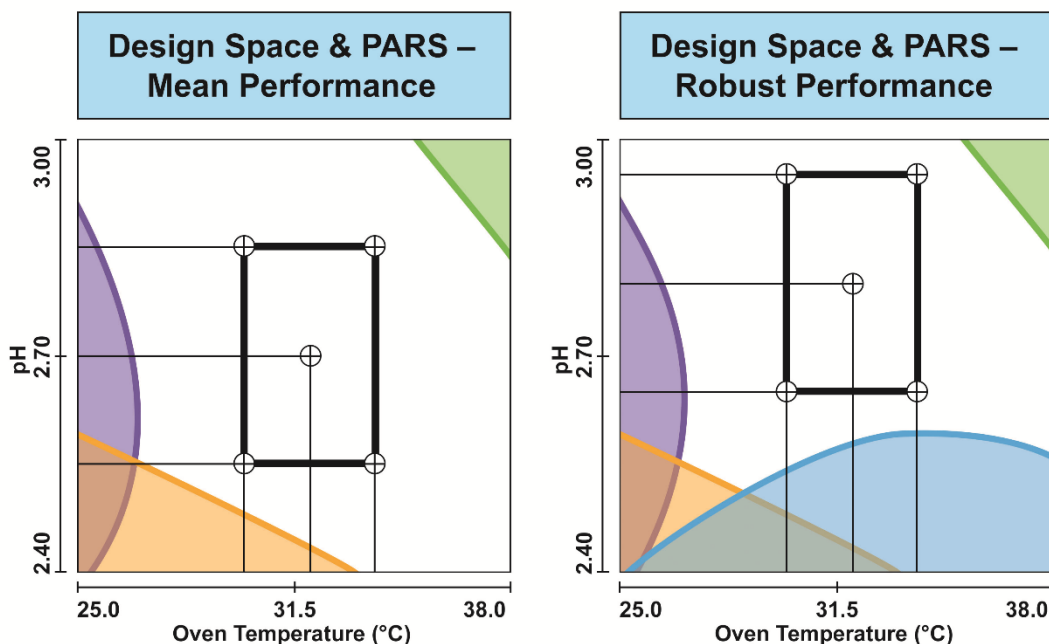 Design Space & PARS –
Mean Performance
3.00
2.70
2.40
pH
25.0
31.5
38.0
Oven Temperature (°C)
Design Space & PARS –
Robust Performance
3.00
2.70
2.40
pH
25.0
31.5
38.0
Oven Temperature (°C)